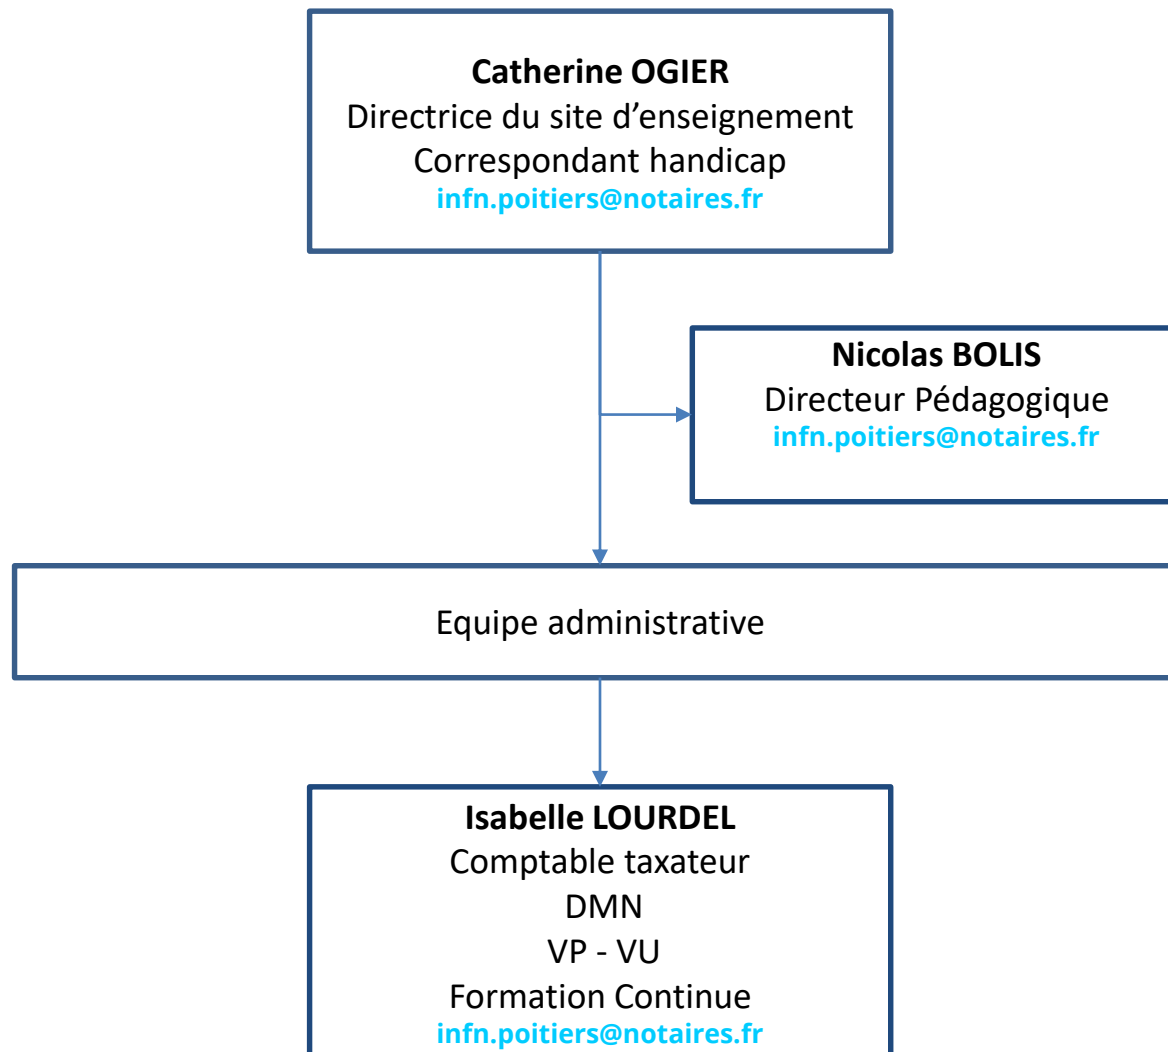 Catherine OGIER
Directrice du site d’enseignement
Correspondant handicap
infn.poitiers@notaires.fr
Nicolas BOLIS
Directeur Pédagogique
infn.poitiers@notaires.fr
Equipe administrative
Isabelle LOURDEL
Comptable taxateur
DMN
VP - VU
Formation Continue
infn.poitiers@notaires.fr